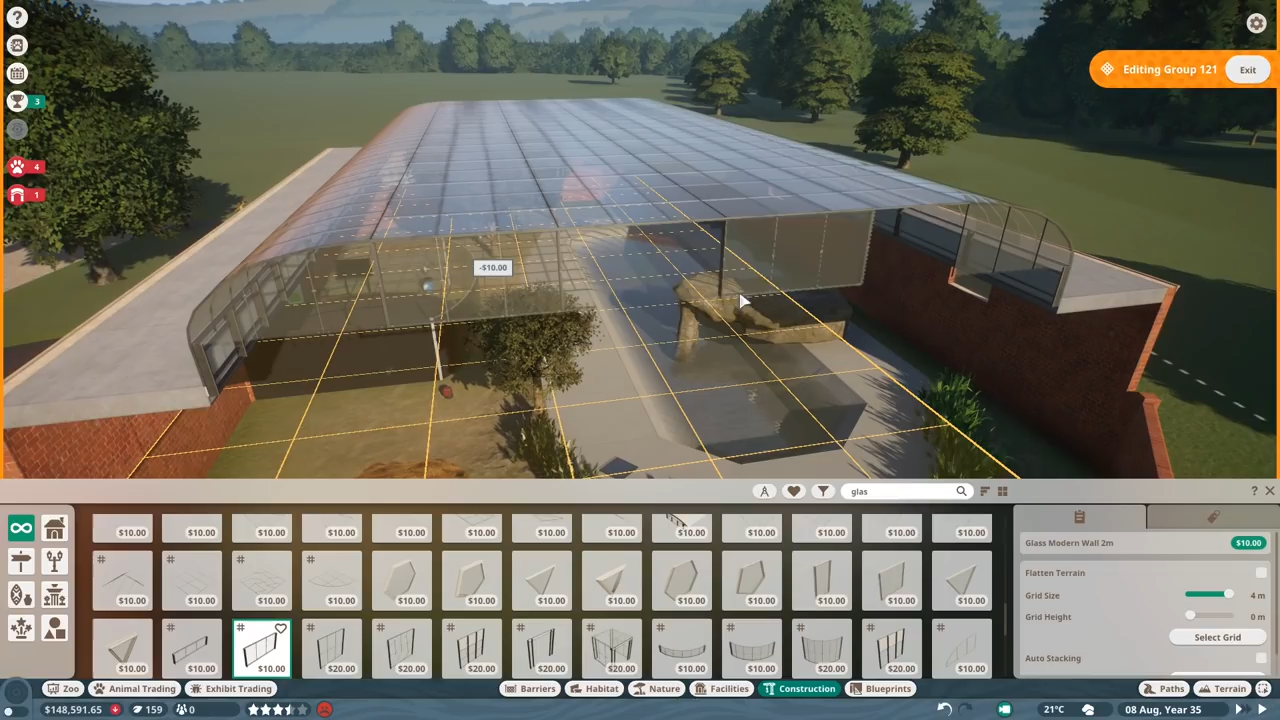 ?
Editing Group 121
Exit
3
4
1
-$10.00
glas
? ×
$10.00 $10.00 $10.00 $10.00 $10.00 $10.00 $10.00 $10.00 $10.00 $10.00 $10.00 $10.00 $10.00
$10.00 $10.00 $10.00 $10.00 $10.00 $10.00 $10.00 $10.00 $10.00 $10.00 $10.00 $10.00 $10.00
$10.00 $10.00 $10.00 $20.00 $20.00 $20.00 $20.00 $20.00 $10.00 $10.00 $20.00 $20.00 $10.00
Glass Modern Wall 2m $10.00
Flatten Terrain
Grid Size 4 m
Grid Height 0 m
Select Grid
Auto Stacking
Zoo Animal Trading Exhibit Trading Barriers Habitat Nature Facilities Construction Blueprints Paths Terrain
$148,591.65 159 0 21°C 08 Aug, Year 35